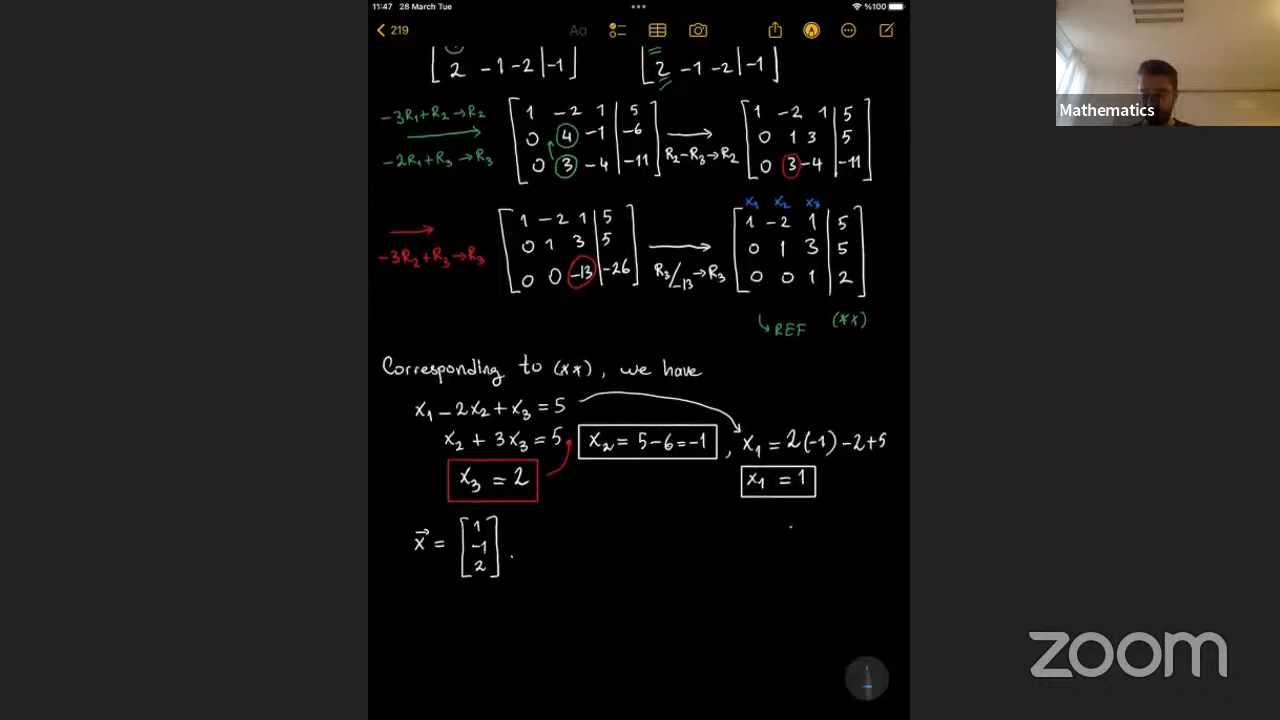 11:47 28 March Tue
%100
219
Aa
[2 -1 -2 | -1] [2 -1 -2 | -1]
-3R₁+R₂→R₂
-2R₁+R₃→R₃
[1 -2 1 | 5
0 4 -1 | -6
0 3 -4 | -11]
R₂-R₃→R₂
[1 -2 1 | 5
0 1 3 | 5
0 3 -4 | -11]
-3R₂+R₃→R₃
[1 -2 1 | 5
0 1 3 | 5
0 0 -13 | -26]
R₃/-13→R₃
x₁ x₂ x₃
[1 -2 1 | 5
0 1 3 | 5
0 0 1 | 2]
↳REF (**)
Corresponding to (**), we have
x₁ - 2x₂ + x₃ = 5
x₂ + 3x₃ = 5
x₂ = 5-6 = -1 , x₁ = 2(-1) -2+5
x₃ = 2
x₁ = 1
x⃗ = [1
-1
2] .
Mathematics
zoom